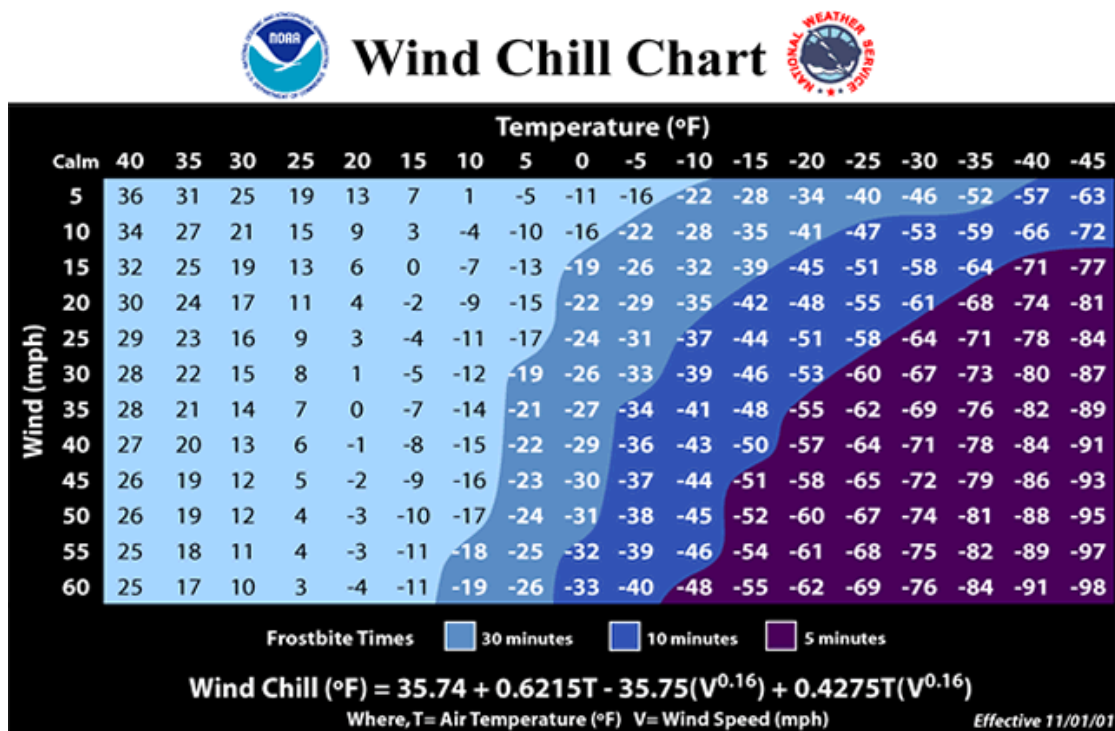 NOAA
Wind Chill Chart
NATIONAL WEATHER SERVICE
Temperature (ºF)
Calm 40 35 30 25 20 15 10 5 0 -5 -10 -15 -20 -25 -30 -35 -40 -45
Wind (mph)
5 36 31 25 19 13 7 1 -5 -11 -16 -22 -28 -34 -40 -46 -52 -57 -63
10 34 27 21 15 9 3 -4 -10 -16 -22 -28 -35 -41 -47 -53 -59 -66 -72
15 32 25 19 13 6 0 -7 -13 -19 -26 -32 -39 -45 -51 -58 -64 -71 -77
20 30 24 17 11 4 -2 -9 -15 -22 -29 -35 -42 -48 -55 -61 -68 -74 -81
25 29 23 16 9 3 -4 -11 -17 -24 -31 -37 -44 -51 -58 -64 -71 -78 -84
30 28 22 15 8 1 -5 -12 -19 -26 -33 -39 -46 -53 -60 -67 -73 -80 -87
35 28 21 14 7 0 -7 -14 -21 -27 -34 -41 -48 -55 -62 -69 -76 -82 -89
40 27 20 13 6 -1 -8 -15 -22 -29 -36 -43 -50 -57 -64 -71 -78 -84 -91
45 26 19 12 5 -2 -9 -16 -23 -30 -37 -44 -51 -58 -65 -72 -79 -86 -93
50 26 19 12 4 -3 -10 -17 -24 -31 -38 -45 -52 -60 -67 -74 -81 -88 -95
55 25 18 11 4 -3 -11 -18 -25 -32 -39 -46 -54 -61 -68 -75 -82 -89 -97
60 25 17 10 3 -4 -11 -19 -26 -33 -40 -48 -55 -62 -69 -76 -84 -91 -98
Frostbite Times 30 minutes 10 minutes 5 minutes
Wind Chill (ºF) = 35.74 + 0.6215T - 35.75(V^0.16) + 0.4275T(V^0.16)
Where, T= Air Temperature (ºF) V= Wind Speed (mph)
Effective 11/01/01